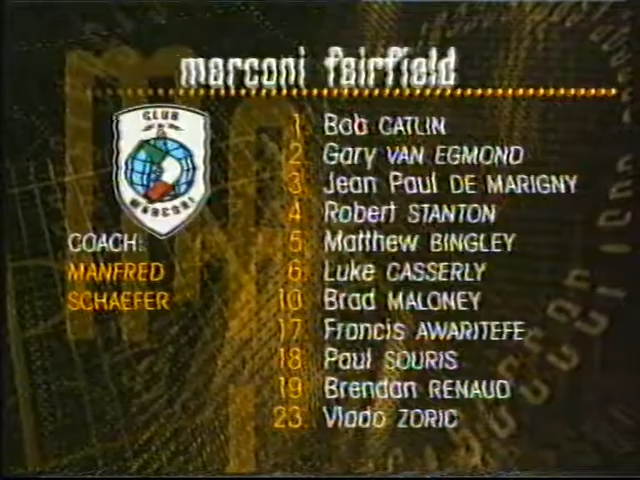 marconi fairfield
CLUB
MARCONI
COACH:
MANFRED
SCHAEFER
1 Bob CATLIN
2 Gary VAN EGMOND
3 Jean Paul DE MARIGNY
4 Robert STANTON
5 Matthew BINGLEY
6 Luke CASSERLY
10 Brad MALONEY
17 Francis AWARITEFE
18 Paul SOURIS
19 Brendan RENAUD
23 Vlado ZORIC